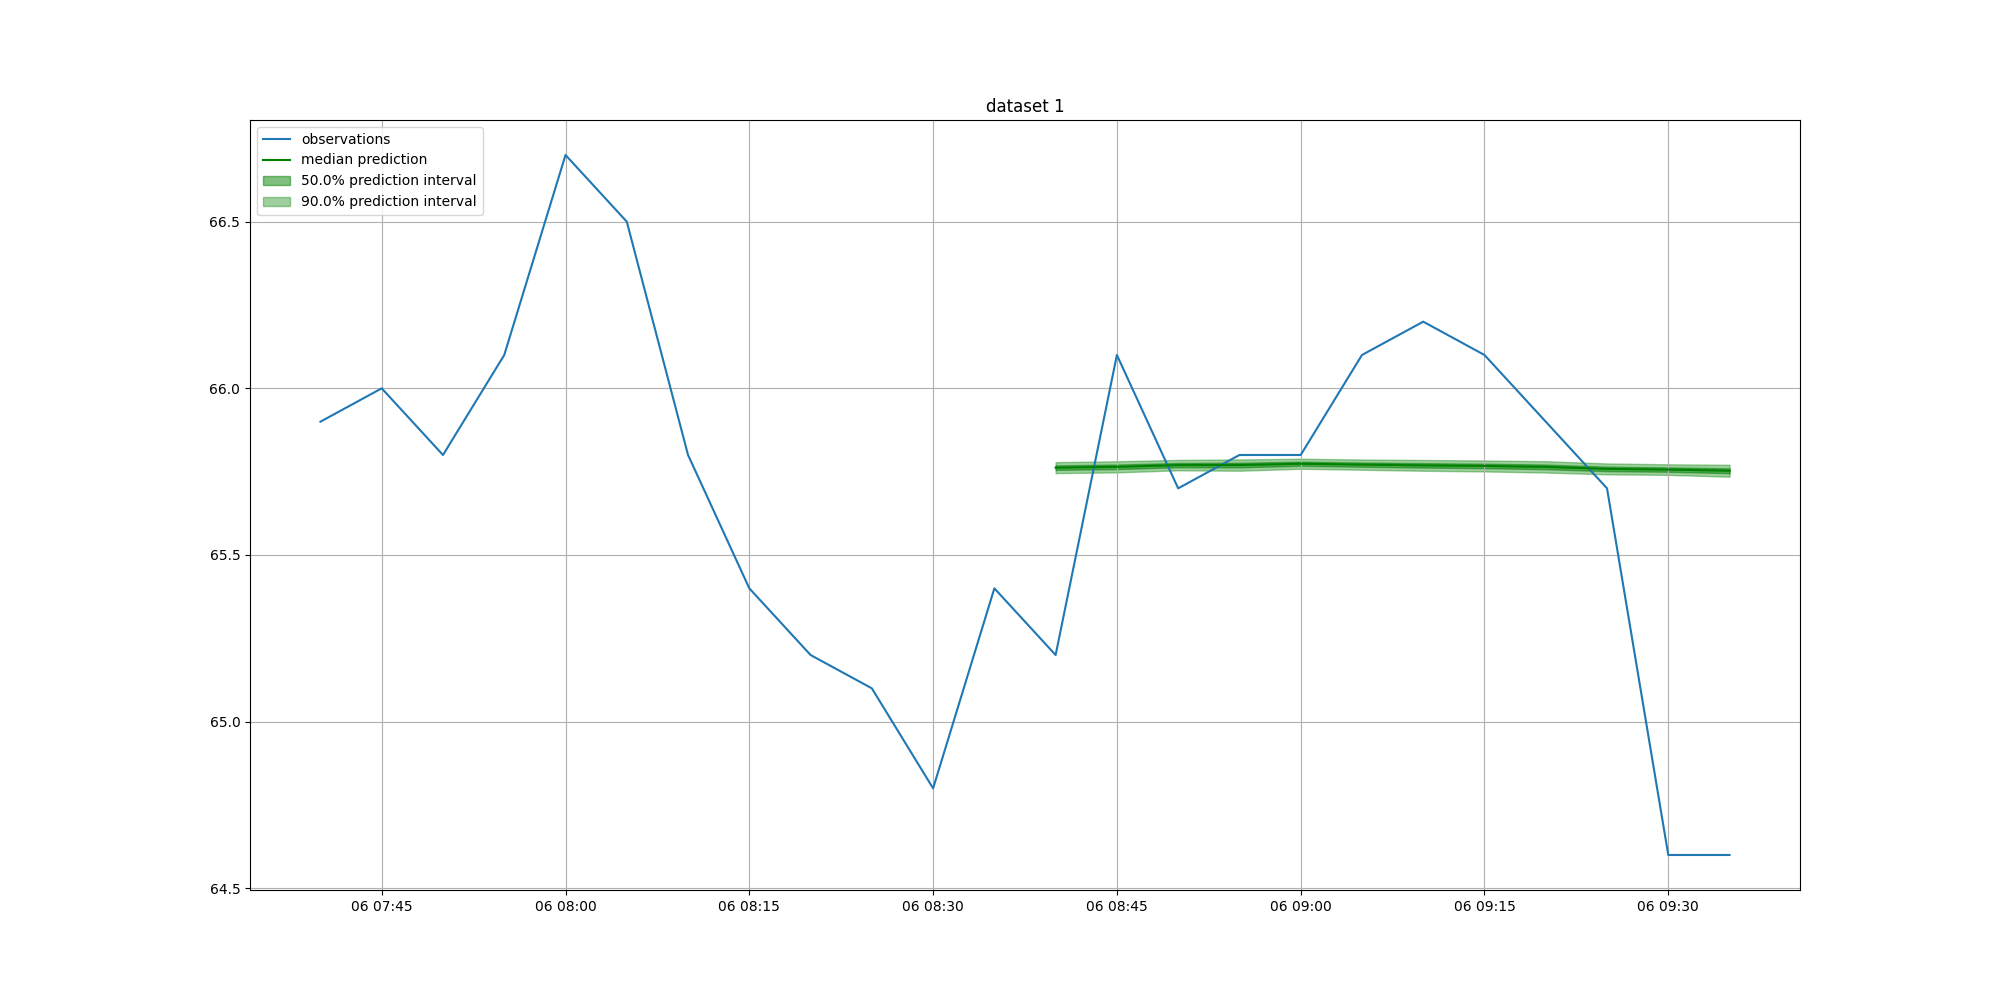 dataset 1
observations
median prediction
50.0% prediction interval
90.0% prediction interval
66.5
66.0
65.5
65.0
64.5
06 07:45 06 08:00 06 08:15 06 08:30 06 08:45 06 09:00 06 09:15 06 09:30